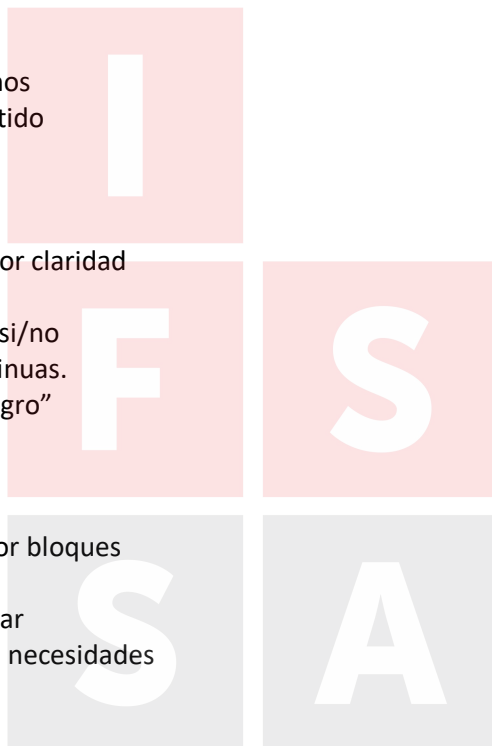 nos
tido
I
or claridad
si/no
inuas.
gro”
F S
or bloques
ar
necesidades
S A